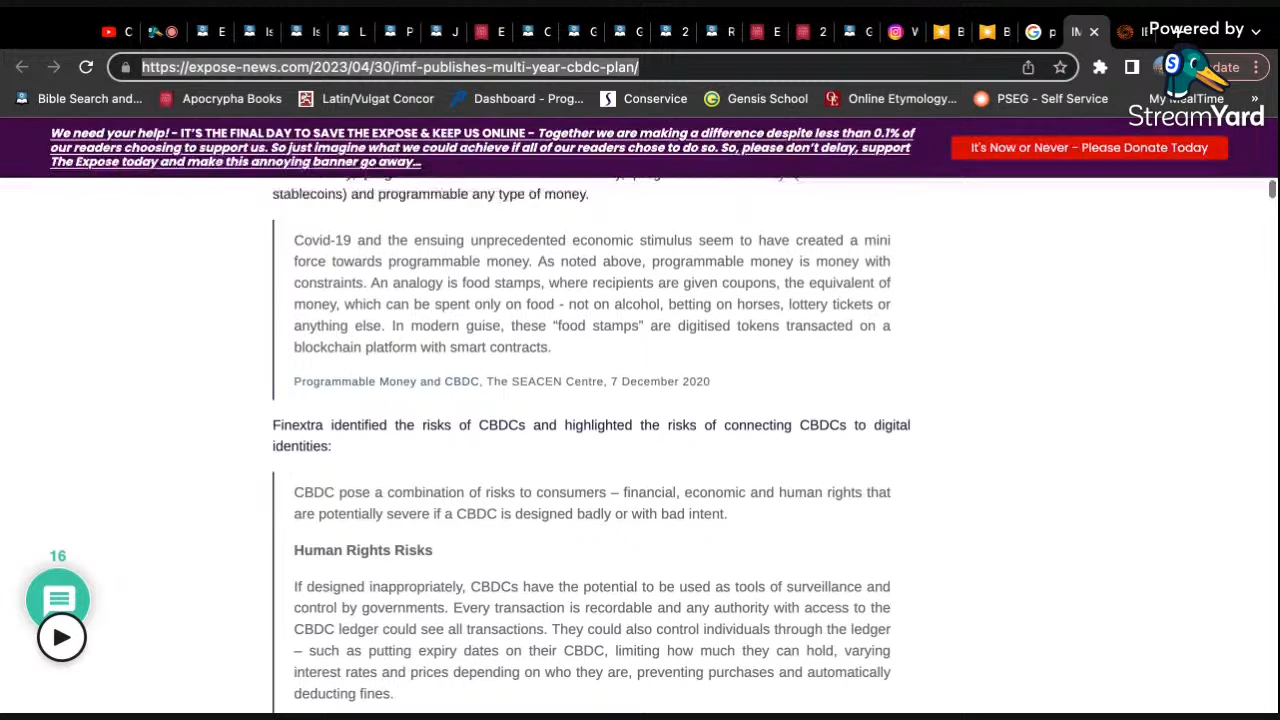 C E Is Is L P J E C G G 2 R E 2 G W B B p IM
Powered by
https://expose-news.com/2023/04/30/imf-publishes-multi-year-cbdc-plan/
Bible Search and... Apocrypha Books Latin/Vulgat Concor Dashboard - Prog... Conservice Gensis School Online Etymology... PSEG - Self Service My MealTime »
StreamYard
We need your help! - IT'S THE FINAL DAY TO SAVE THE EXPOSE & KEEP US ONLINE - Together we are making a difference despite less than 0.1% of
our readers choosing to support us. So just imagine what we could achieve if all of our readers chose to do so. So, please don't delay, support
The Expose today and make this annoying banner go away...
It's Now or Never - Please Donate Today
stablecoins) and programmable any type of money.
Covid-19 and the ensuing unprecedented economic stimulus seem to have created a mini
force towards programmable money. As noted above, programmable money is money with
constraints. An analogy is food stamps, where recipients are given coupons, the equivalent of
money, which can be spent only on food - not on alcohol, betting on horses, lottery tickets or
anything else. In modern guise, these “food stamps” are digitised tokens transacted on a
blockchain platform with smart contracts.
Programmable Money and CBDC, The SEACEN Centre, 7 December 2020
Finextra identified the risks of CBDCs and highlighted the risks of connecting CBDCs to digital
identities:
CBDC pose a combination of risks to consumers – financial, economic and human rights that
are potentially severe if a CBDC is designed badly or with bad intent.
Human Rights Risks
If designed inappropriately, CBDCs have the potential to be used as tools of surveillance and
control by governments. Every transaction is recordable and any authority with access to the
CBDC ledger could see all transactions. They could also control individuals through the ledger
– such as putting expiry dates on their CBDC, limiting how much they can hold, varying
interest rates and prices depending on who they are, preventing purchases and automatically
deducting fines.
16